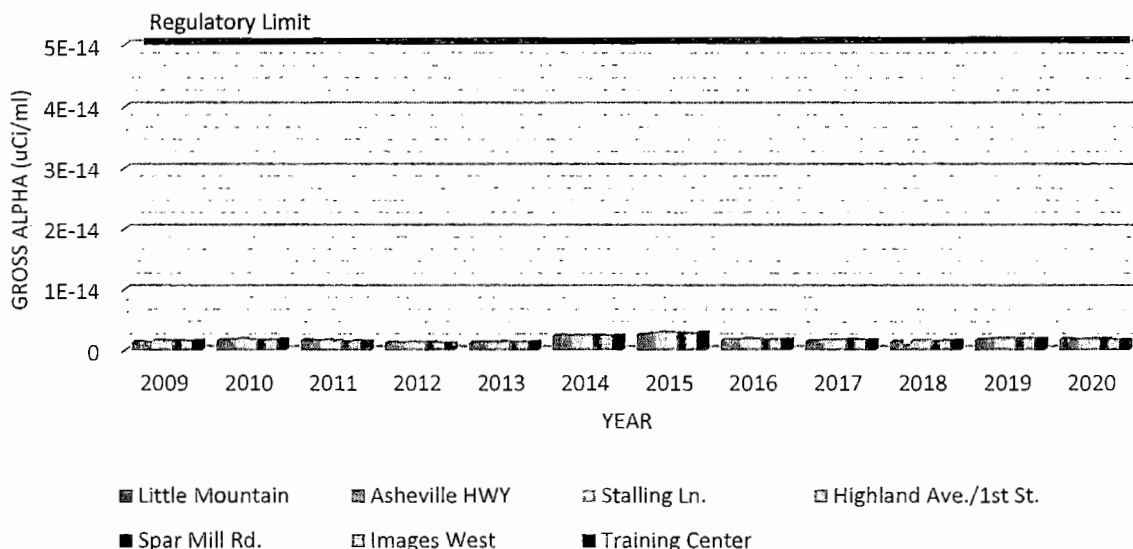 Regulatory Limit
5E-14
4E-14
3E-14
2E-14
1E-14
0
GROSS ALPHA (uCi/ml)
2009 2010 2011 2012 2013 2014 2015 2016 2017 2018 2019 2020
YEAR
Little Mountain Asheville HWY Stalling Ln. Highland Ave./1st St.
Spar Mill Rd. Images West Training Center